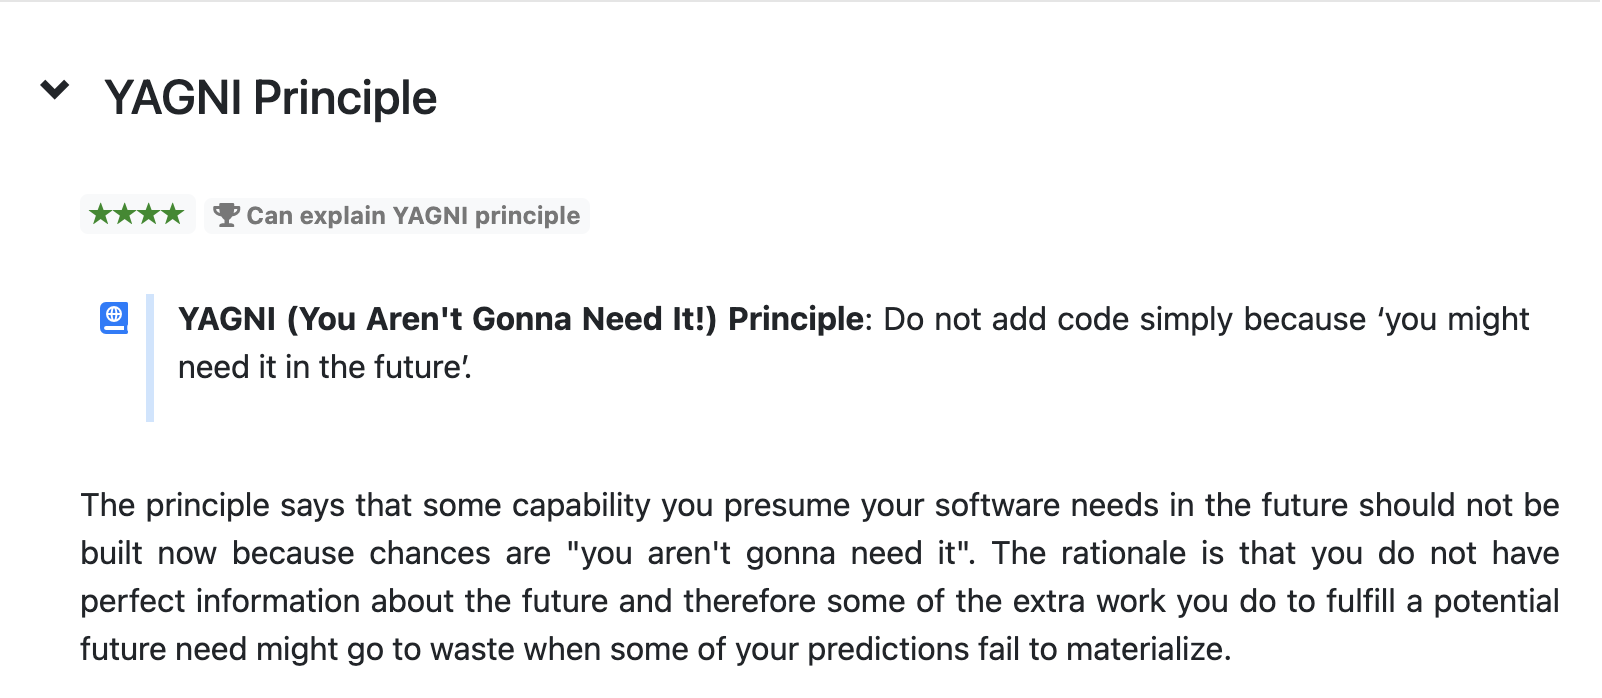 YAGNI Principle
★★★★ Can explain YAGNI principle
YAGNI (You Aren't Gonna Need It!) Principle: Do not add code simply because ‘you might
need it in the future’.
The principle says that some capability you presume your software needs in the future should not be
built now because chances are "you aren't gonna need it". The rationale is that you do not have
perfect information about the future and therefore some of the extra work you do to fulfill a potential
future need might go to waste when some of your predictions fail to materialize.